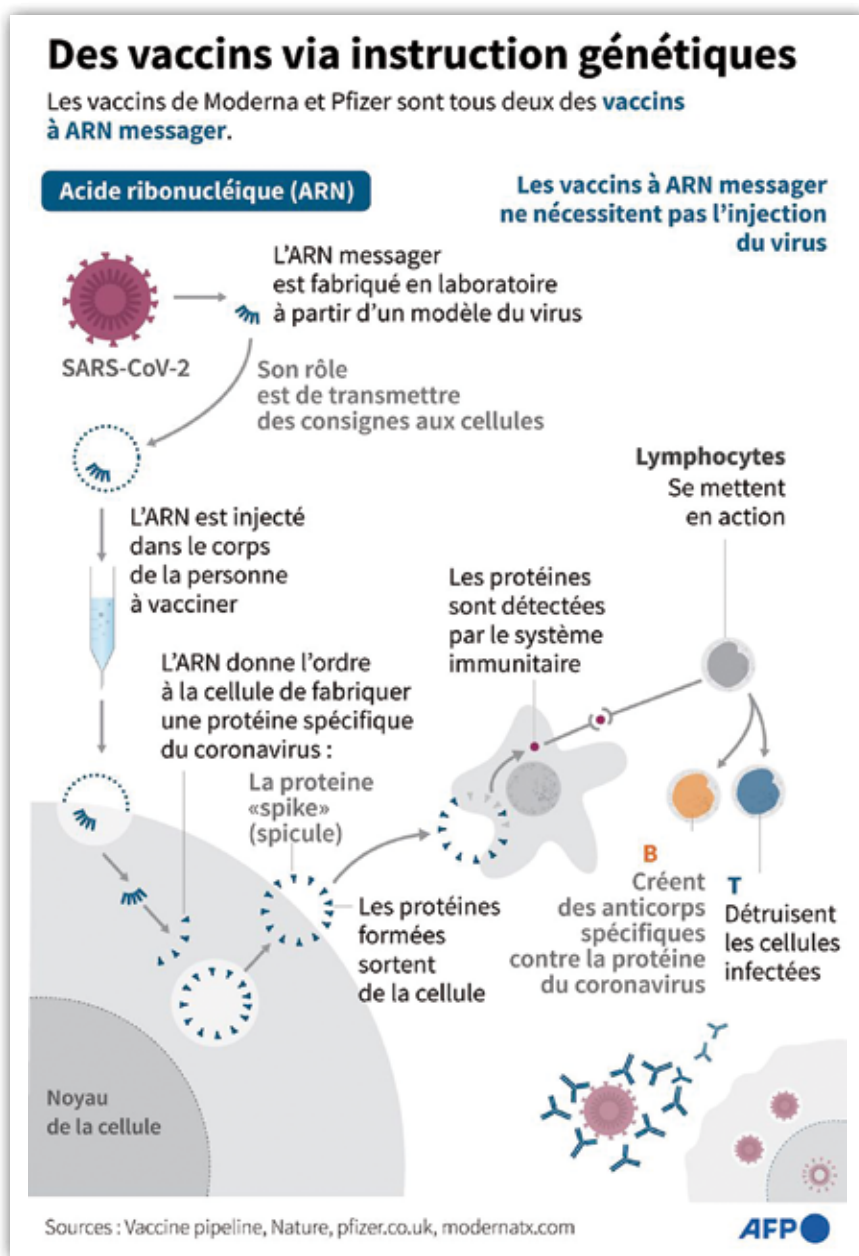 Des vaccins via instruction génétiques
Les vaccins de Moderna et Pfizer sont tous deux des vaccins
à ARN messager.
Acide ribonucléique (ARN)
Les vaccins à ARN messager
ne nécessitent pas l’injection
du virus
L’ARN messager
est fabriqué en laboratoire
à partir d’un modèle du virus
SARS-CoV-2
Son rôle
est de transmettre
des consignes aux cellules
Lymphocytes
Se mettent
en action
L’ARN est injecté
dans le corps
de la personne
à vacciner
Les protéines
sont détectées
par le système
immunitaire
L’ARN donne l’ordre
à la cellule de fabriquer
une protéine spécifique
du coronavirus :
La proteine
«spike»
(spicule)
Les protéines
formées
sortent
de la cellule
B
Créent
des anticorps
spécifiques
contre la protéine
du coronavirus
T
Détruisent
les cellules
infectées
Noyau
de la cellule
Sources : Vaccine pipeline, Nature, pfizer.co.uk, modernatx.com
AFP